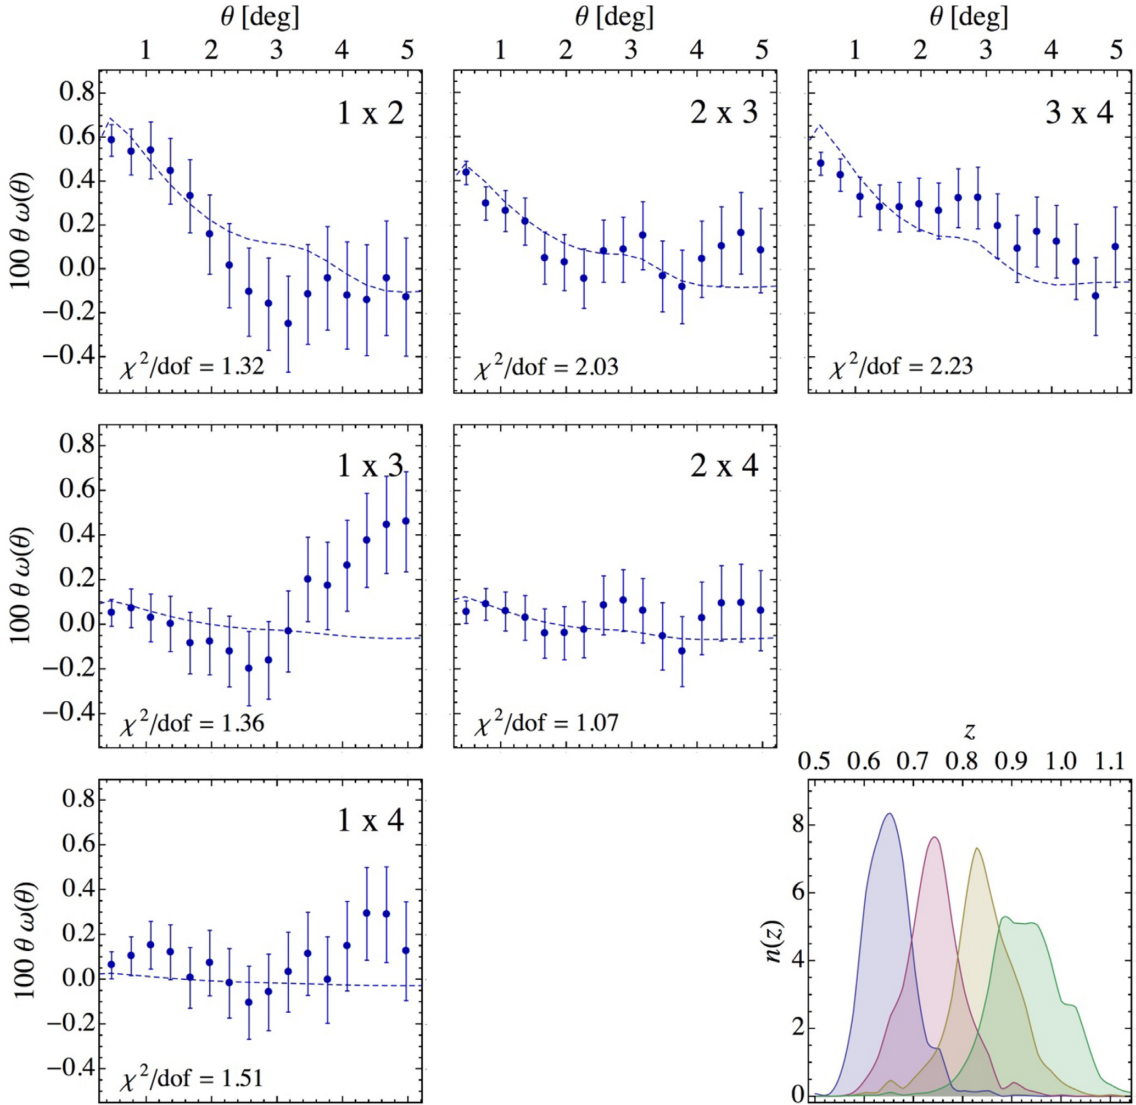 θ [deg] θ [deg] θ [deg]
1 2 3 4 5 1 2 3 4 5 1 2 3 4 5
0.8
0.6
0.4
0.2
0.0
−0.2
−0.4
100 θ ω(θ)
1 x 2
χ²/dof = 1.32
2 x 3
χ²/dof = 2.03
3 x 4
χ²/dof = 2.23
0.8
0.6
0.4
0.2
0.0
−0.2
−0.4
100 θ ω(θ)
1 x 3
χ²/dof = 1.36
2 x 4
χ²/dof = 1.07
0.8
0.6
0.4
0.2
0.0
−0.2
−0.4
100 θ ω(θ)
1 x 4
χ²/dof = 1.51
z
0.5 0.6 0.7 0.8 0.9 1.0 1.1
8
6
4
2
0
n(z)